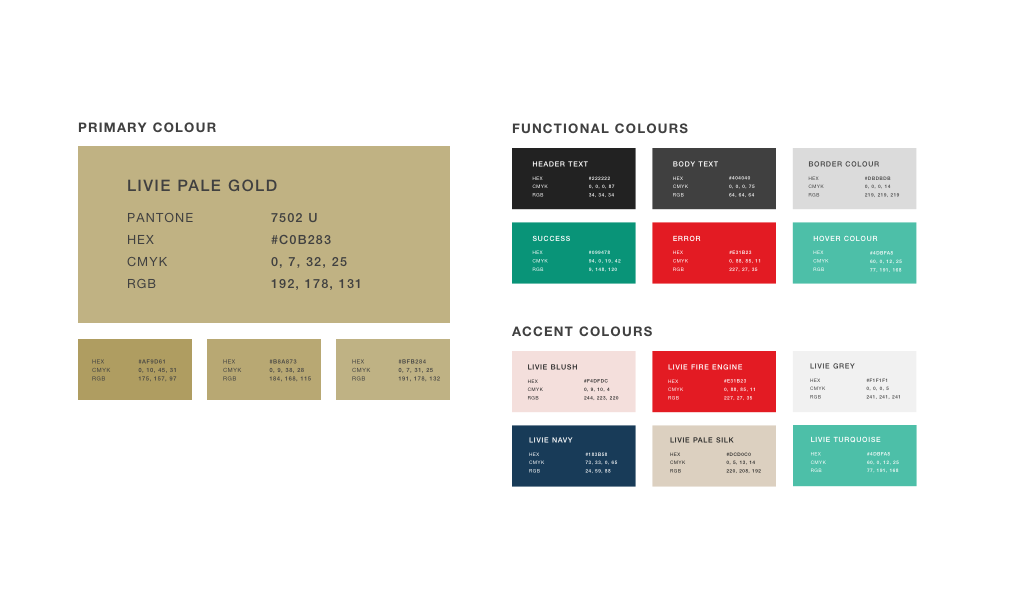 PRIMARY COLOUR
LIVIE PALE GOLD
PANTONE 7502 U
HEX #C0B283
CMYK 0, 7, 32, 25
RGB 192, 178, 131
HEX #AF9D61
CMYK 0, 10, 45, 31
RGB 175, 157, 97
HEX #B8A873
CMYK 0, 9, 38, 28
RGB 184, 168, 115
HEX #BFB284
CMYK 0, 7, 31, 25
RGB 191, 178, 132
FUNCTIONAL COLOURS
HEADER TEXT
HEX #222222
CMYK 0, 0, 0, 87
RGB 34, 34, 34
BODY TEXT
HEX #404040
CMYK 0, 0, 0, 75
RGB 64, 64, 64
BORDER COLOUR
HEX #DBDBDB
CMYK 0, 0, 0, 14
RGB 219, 219, 219
SUCCESS
HEX
CMYK 94, 0, 19, 42
RGB 9, 148, 120
ERROR
HEX #E31B23
CMYK 0, 88, 85, 11
RGB 227, 27, 35
HOVER COLOUR
HEX #4DBFA8
CMYK 60, 0, 12, 25
RGB 77, 191, 168
ACCENT COLOURS
LIVIE BLUSH
HEX #F4DFDC
CMYK 0, 9, 10, 4
RGB 244, 223, 220
LIVIE FIRE ENGINE
HEX #E31B23
CMYK 0, 88, 85, 11
RGB 227, 27, 35
LIVIE GREY
HEX #F1F1F1
CMYK 0, 0, 0, 5
RGB 241, 241, 241
LIVIE NAVY
HEX #183B58
CMYK 73, 33, 0, 65
RGB 24, 59, 88
LIVIE PALE SILK
HEX #DCD0C0
CMYK 0, 5, 13, 14
RGB 220, 208, 192
LIVIE TURQUOISE
HEX #4DBFA8
CMYK 60, 0, 12, 25
RGB 77, 191, 168